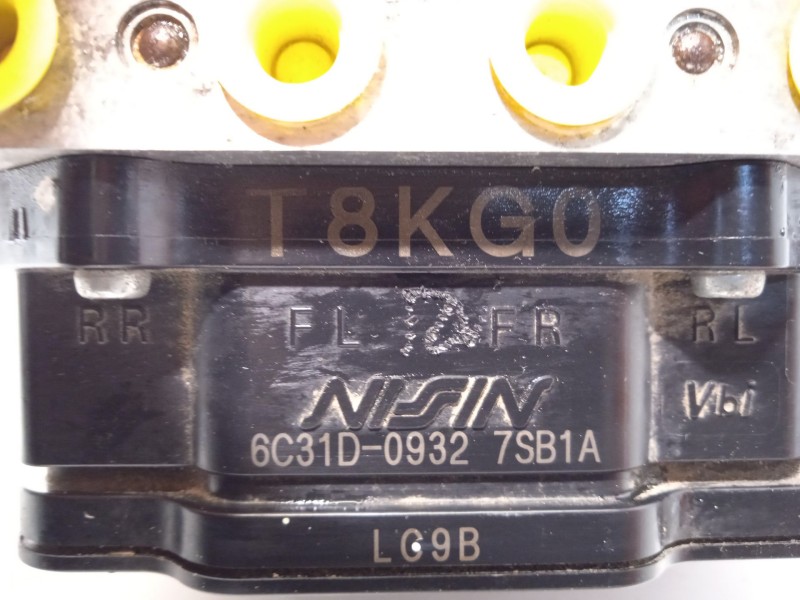 T8KG0
RR FL FR RL
NISSIN Vbi
6C31D-0932 7SB1A
LC9B